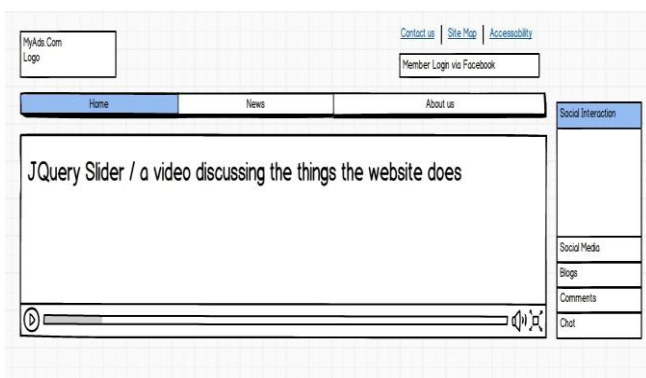 MyAds.Com
Logo
Contact us | Site Map | Accessability
Member Login via Facebook
Home News About us
Social Interaction
JQuery Slider / a video discussing the things the website does
Social Media
Blogs
Comments
Chat